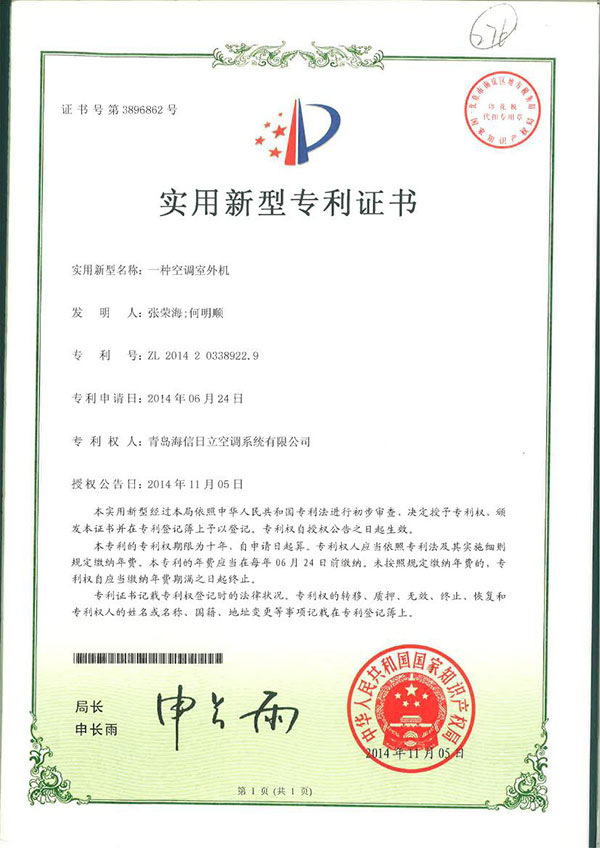 676
证书号第3896862号
北京市海淀区地方税务局
印花税
代扣专用章
国家知识产权局
实用新型专利证书
实用新型名称：一种空调室外机
发明人：张荣海;何明顺
专利号：ZL 2014 2 0338922.9
专利申请日：2014年06月24日
专利权人：青岛海信日立空调系统有限公司
授权公告日：2014年11月05日
本实用新型经过本局依照中华人民共和国专利法进行初步审查，决定授予专利权，颁
发本证书并在专利登记簿上予以登记。专利权自授权公告之日起生效。
本专利的专利权期限为十年，自申请日起算。专利权人应当依照专利法及其实施细则
规定缴纳年费。本专利的年费应当在每年06月24日前缴纳。未按照规定缴纳年费的，专
利权自应当缴纳年费期满之日起终止。
专利证书记载专利权登记时的法律状况。专利权的转移、质押、无效、终止、恢复和
专利权人的姓名或名称、国籍、地址变更等事项记载在专利登记簿上。
局长
申长雨
申长雨
中华人民共和国国家知识产权局
2014年11月05日
第1页(共1页)